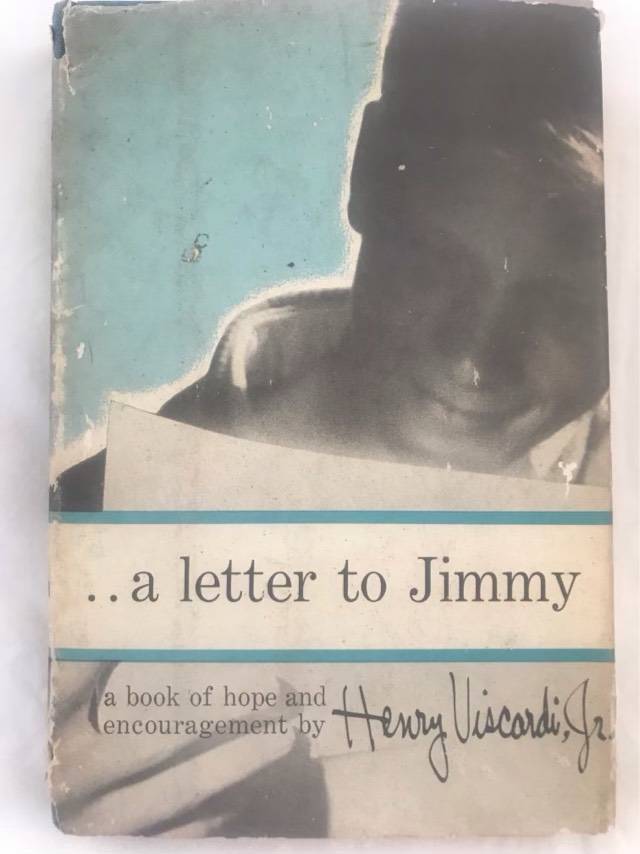 ..a letter to Jimmy
a book of hope and
encouragement by Henry Viscardi, Jr.